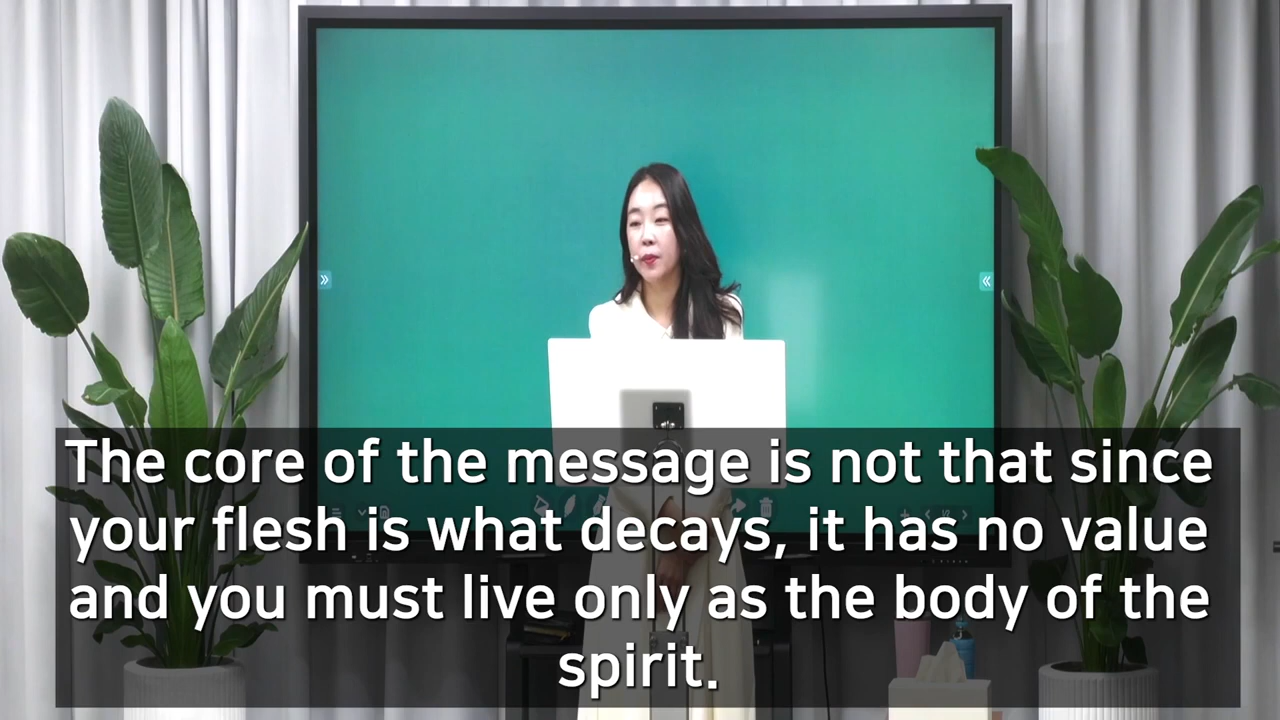 The core of the message is not that since
your flesh is what decays, it has no value
and you must live only as the body of the
spirit.